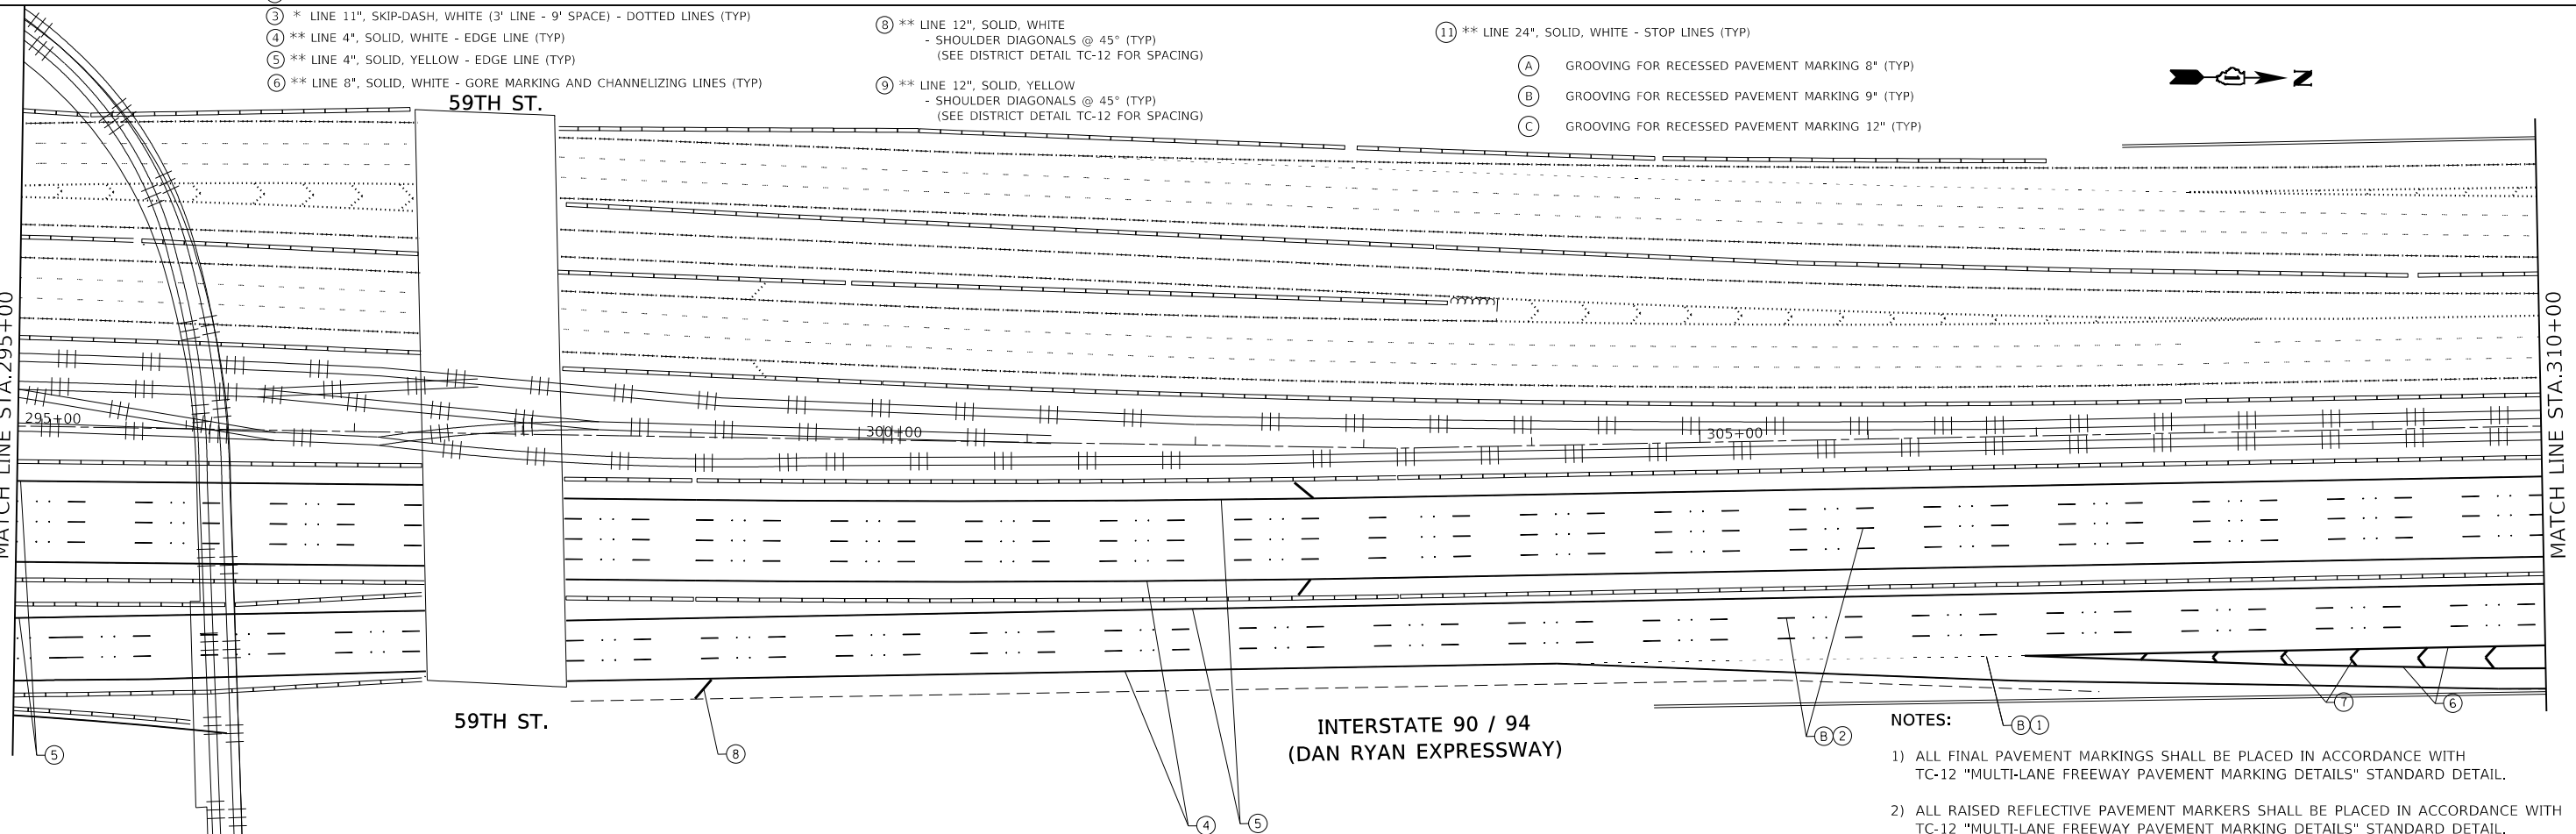 ③ * LINE 11", SKIP-DASH, WHITE (3' LINE - 9' SPACE) - DOTTED LINES (TYP)
④ ** LINE 4", SOLID, WHITE - EDGE LINE (TYP)
⑤ ** LINE 4", SOLID, YELLOW - EDGE LINE (TYP)
⑥ ** LINE 8", SOLID, WHITE - GORE MARKING AND CHANNELIZING LINES (TYP)
⑧ ** LINE 12", SOLID, WHITE
- SHOULDER DIAGONALS @ 45° (TYP)
(SEE DISTRICT DETAIL TC-12 FOR SPACING)
⑨ ** LINE 12", SOLID, YELLOW
- SHOULDER DIAGONALS @ 45° (TYP)
(SEE DISTRICT DETAIL TC-12 FOR SPACING)
⑪ ** LINE 24", SOLID, WHITE - STOP LINES (TYP)
Ⓐ GROOVING FOR RECESSED PAVEMENT MARKING 8" (TYP)
Ⓑ GROOVING FOR RECESSED PAVEMENT MARKING 9" (TYP)
Ⓒ GROOVING FOR RECESSED PAVEMENT MARKING 12" (TYP)
N
59TH ST.
MATCH LINE STA.295+00
MATCH LINE STA.310+00
295+00
300+00
305+00
59TH ST.
INTERSTATE 90 / 94
(DAN RYAN EXPRESSWAY)
⑤
⑧
④
⑤
Ⓑ②
Ⓑ①
⑦
⑥
NOTES:
1) ALL FINAL PAVEMENT MARKINGS SHALL BE PLACED IN ACCORDANCE WITH
TC-12 "MULTI-LANE FREEWAY PAVEMENT MARKING DETAILS" STANDARD DETAIL.
2) ALL RAISED REFLECTIVE PAVEMENT MARKERS SHALL BE PLACED IN ACCORDANCE WITH
TC-12 "MULTI-LANE FREEWAY PAVEMENT MARKING DETAILS" STANDARD DETAIL.